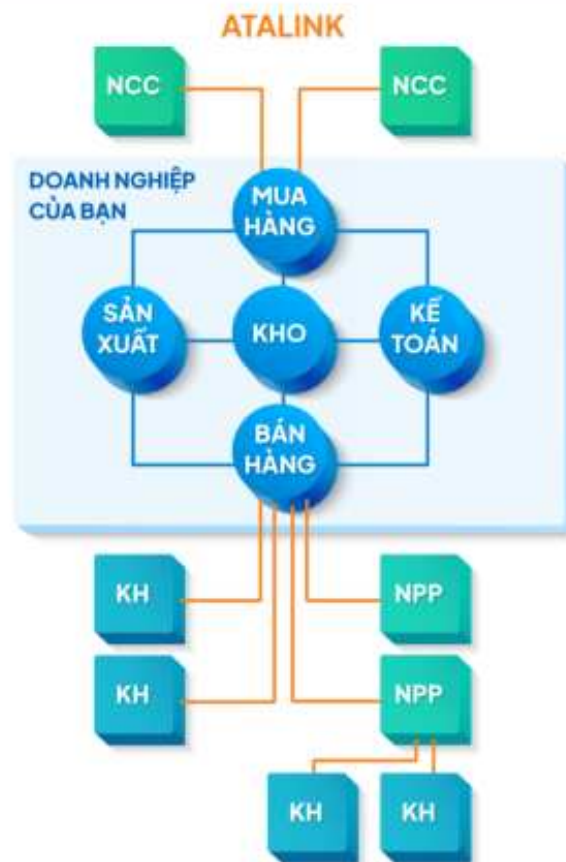 ATALINK
NCC
NCC
DOANH NGHIỆP
CỦA BẠN
MUA
HÀNG
SẢN
XUẤT
KHO
KẾ
TOÁN
BÁN
HÀNG
KH
NPP
KH
NPP
KH
KH